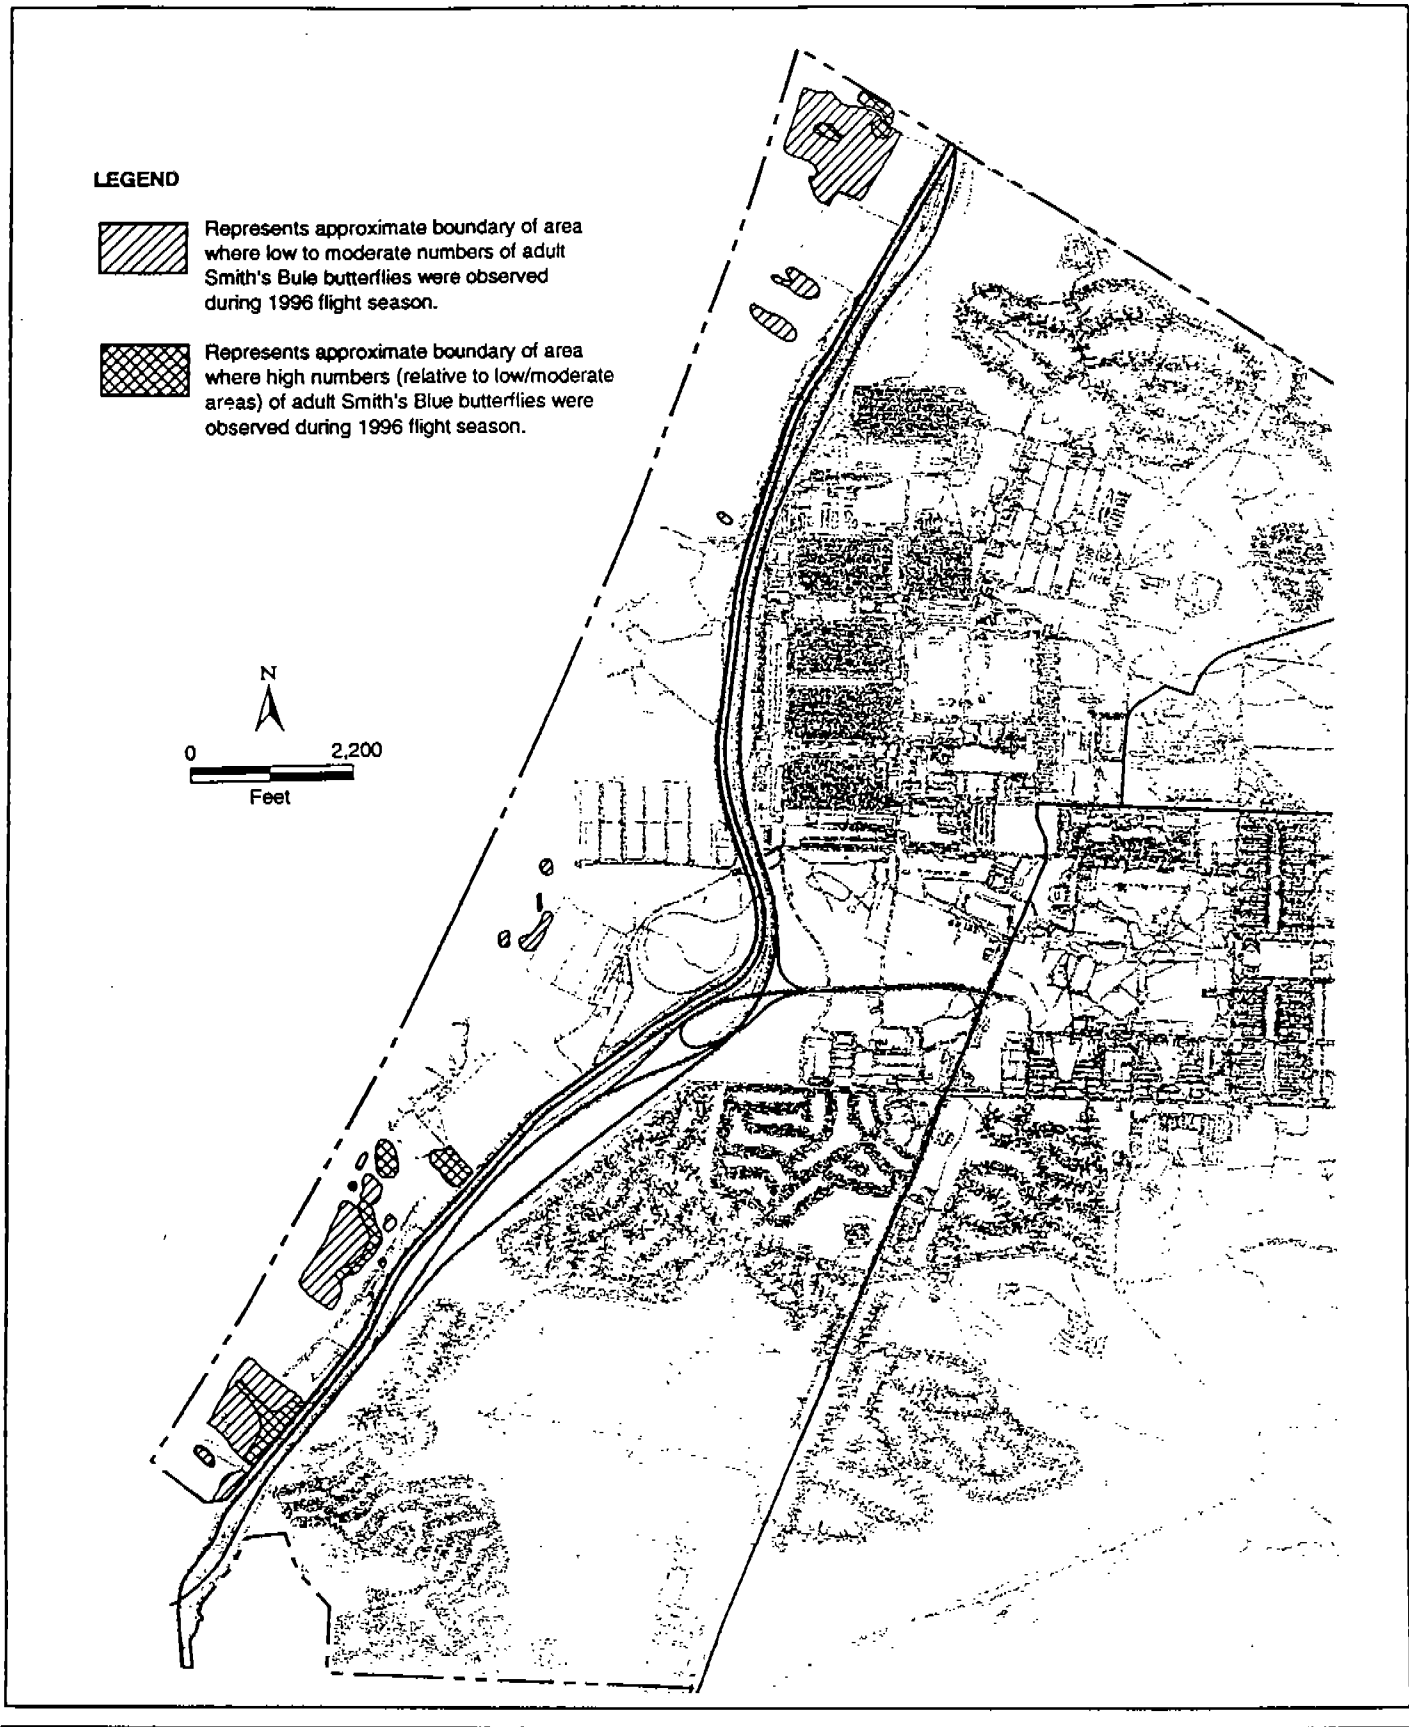 LEGEND
Represents approximate boundary of area
where low to moderate numbers of adult
Smith's Bule butterflies were observed
during 1996 flight season.
Represents approximate boundary of area
where high numbers (relative to low/moderate
areas) of adult Smith's Blue butterflies were
observed during 1996 flight season.
N
0 2,200
Feet